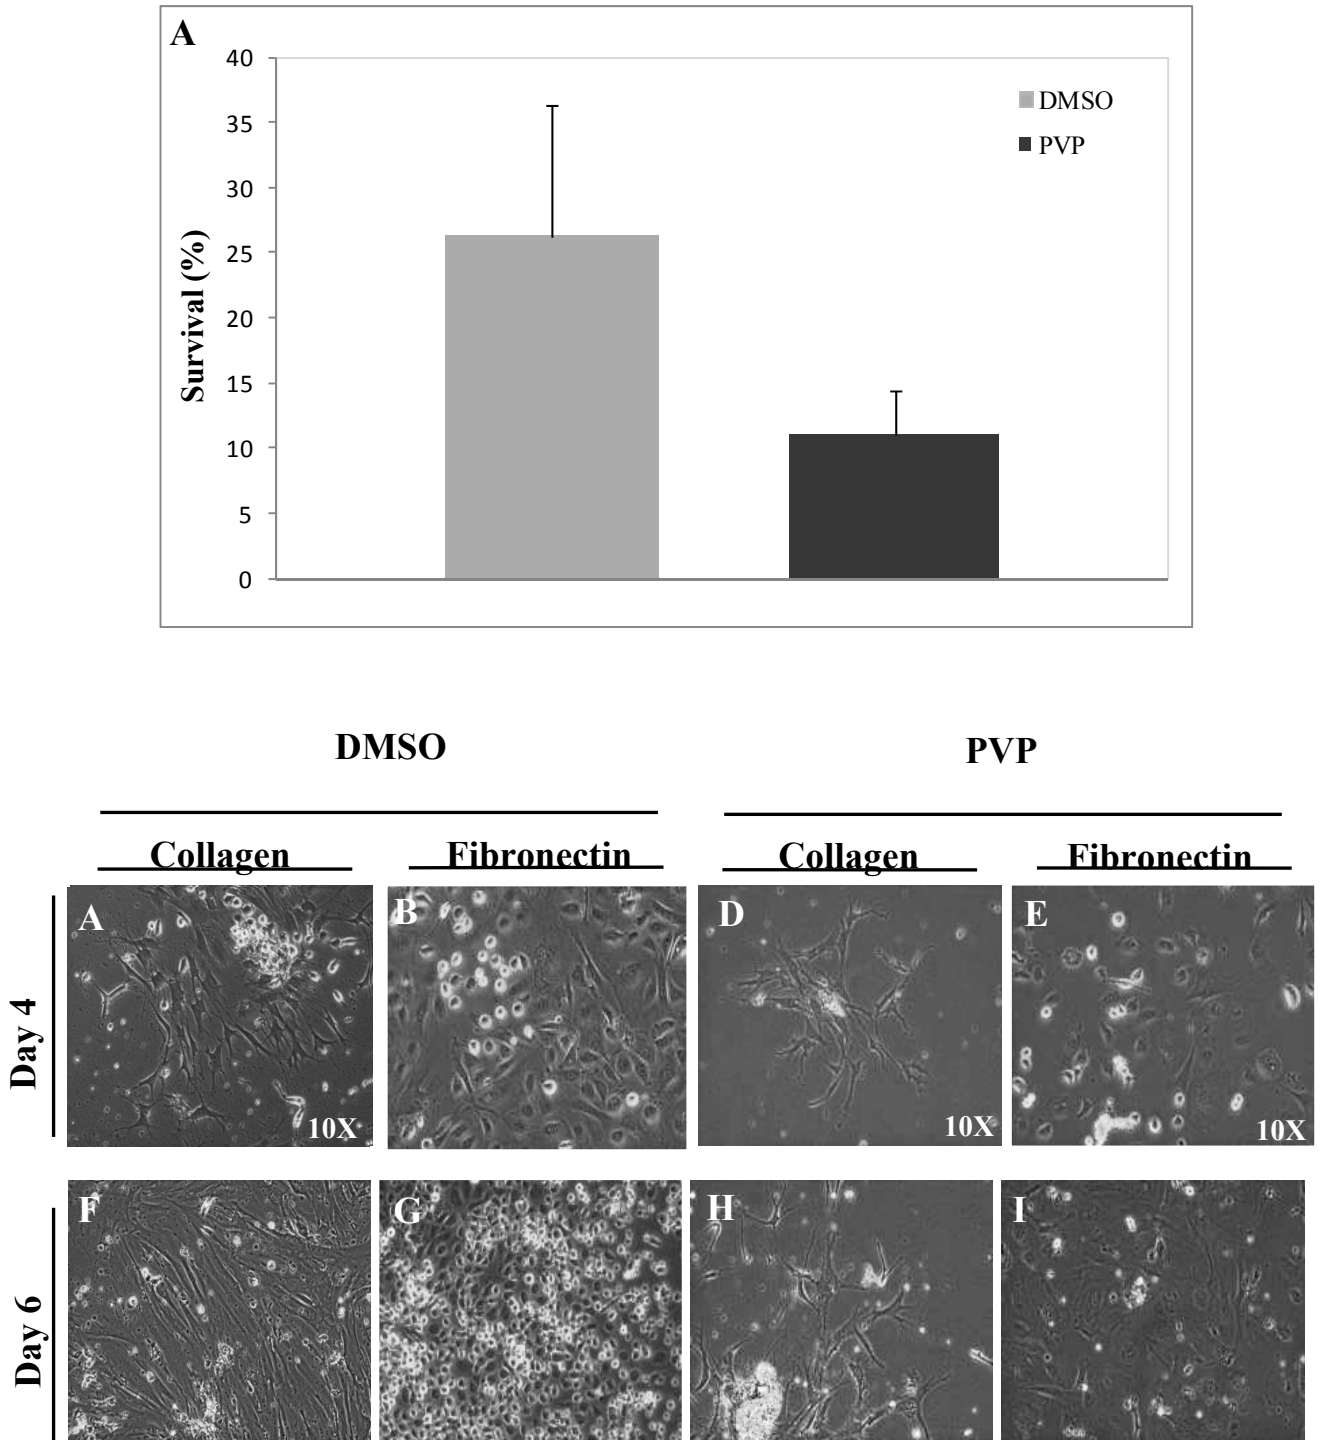 A
40
35
30
25
20
15
10
5
0
Survival (%)
DMSO
PVP
DMSO
PVP
Collagen
Fibronectin
Collagen
Fibronectin
Day 4
A
10X
B
D
10X
E
10X
Day 6
F
G
H
I